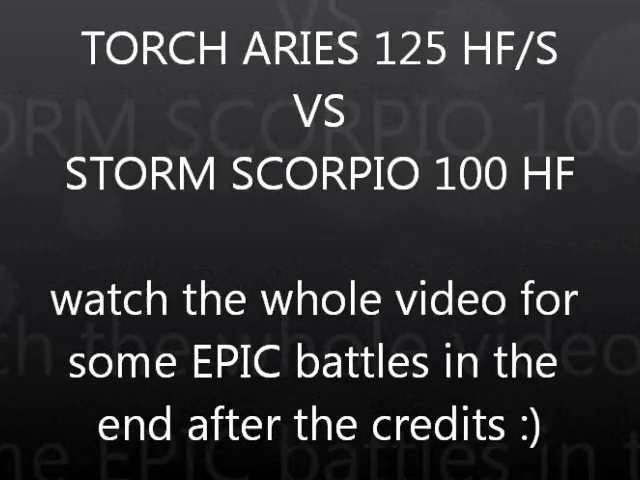 TORCH ARIES 125 HF/S
VS
STORM SCORPIO 100 HF
watch the whole video for
some EPIC battles in the
end after the credits :)